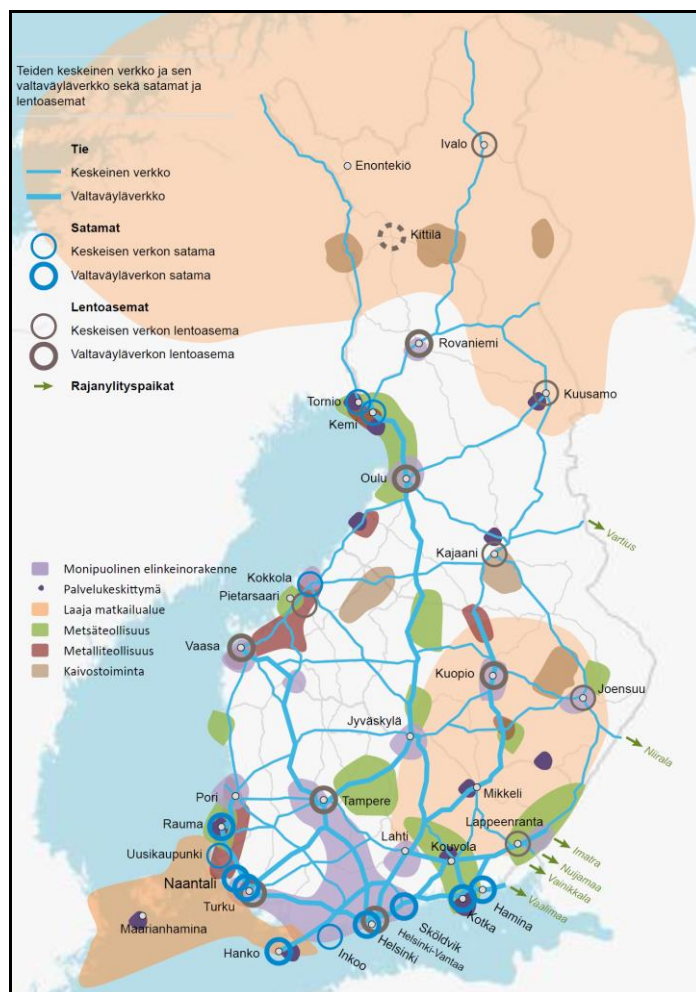 Teiden keskeinen verkko ja sen
valtaväyläverkko sekä satamat ja
lentoasemat
Tie
Keskeinen verkko
Valtaväyläverkko
Satamat
Keskeisen verkon satama
Valtaväyläverkon satama
Lentoasemat
Keskeisen verkon lentoasema
Valtaväyläverkon lentoasema
Rajanylityspaikat
Ivalo
Enontekiö
Kittilä
Rovaniemi
Kuusamo
Tornio
Kemi
Oulu
Vartius
Kajaani
Monipuolinen elinkeinorakenne
Palvelukeskittymä
Laaja matkailualue
Metsäteollisuus
Metalliteollisuus
Kaivostoiminta
Kokkola
Pietarsaari
Vaasa
Kuopio
Joensuu
Jyväskylä
Niirala
Pori
Tampere
Mikkeli
Rauma
Lappeenranta
Uusikaupunki
Lahti
Kouvola
Imatra
Nuijamaa
Vainikkala
Vaalimaa
Naantali
Turku
Maarianhamina
Hanko
Inkoo
Helsinki
Helsinki-Vantaa
Sköldvik
Kotka
Hamina